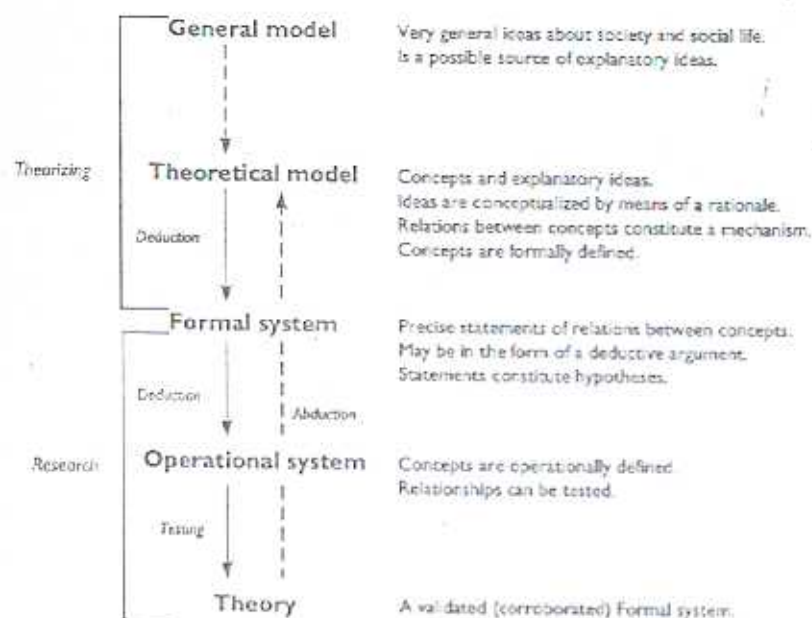 General model
Very general ideas about society and social life.
Is a possible source of explanatory ideas.
Theorizing
Theoretical model
Concepts and explanatory ideas.
Ideas are conceptualized by means of a rationale.
Relations between concepts constitute a mechanism.
Concepts are formally defined.
Deduction
Formal system
Precise statements of relations between concepts.
May be in the form of a deductive argument.
Statements constitute hypotheses.
Deduction
Abduction
Research
Operational system
Concepts are operationally defined.
Relationships can be tested.
Testing
Theory
A validated (corroborated) Formal system.